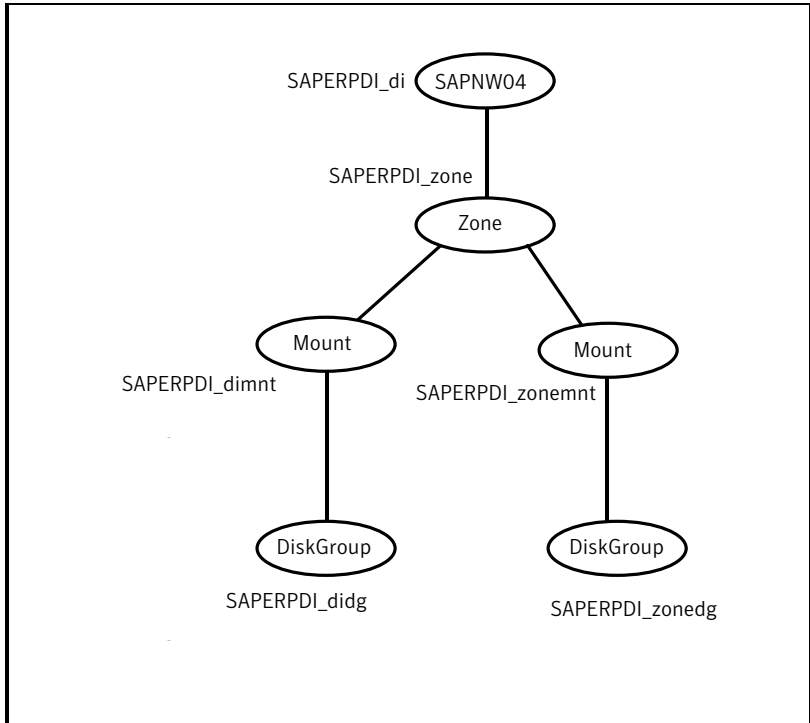 SAPERPDI_di
SAPNW04
SAPERPDI_zone
Zone
Mount
Mount
SAPERPDI_dimnt
SAPERPDI_zonemnt
DiskGroup
DiskGroup
SAPERPDI_didg
SAPERPDI_zonedg